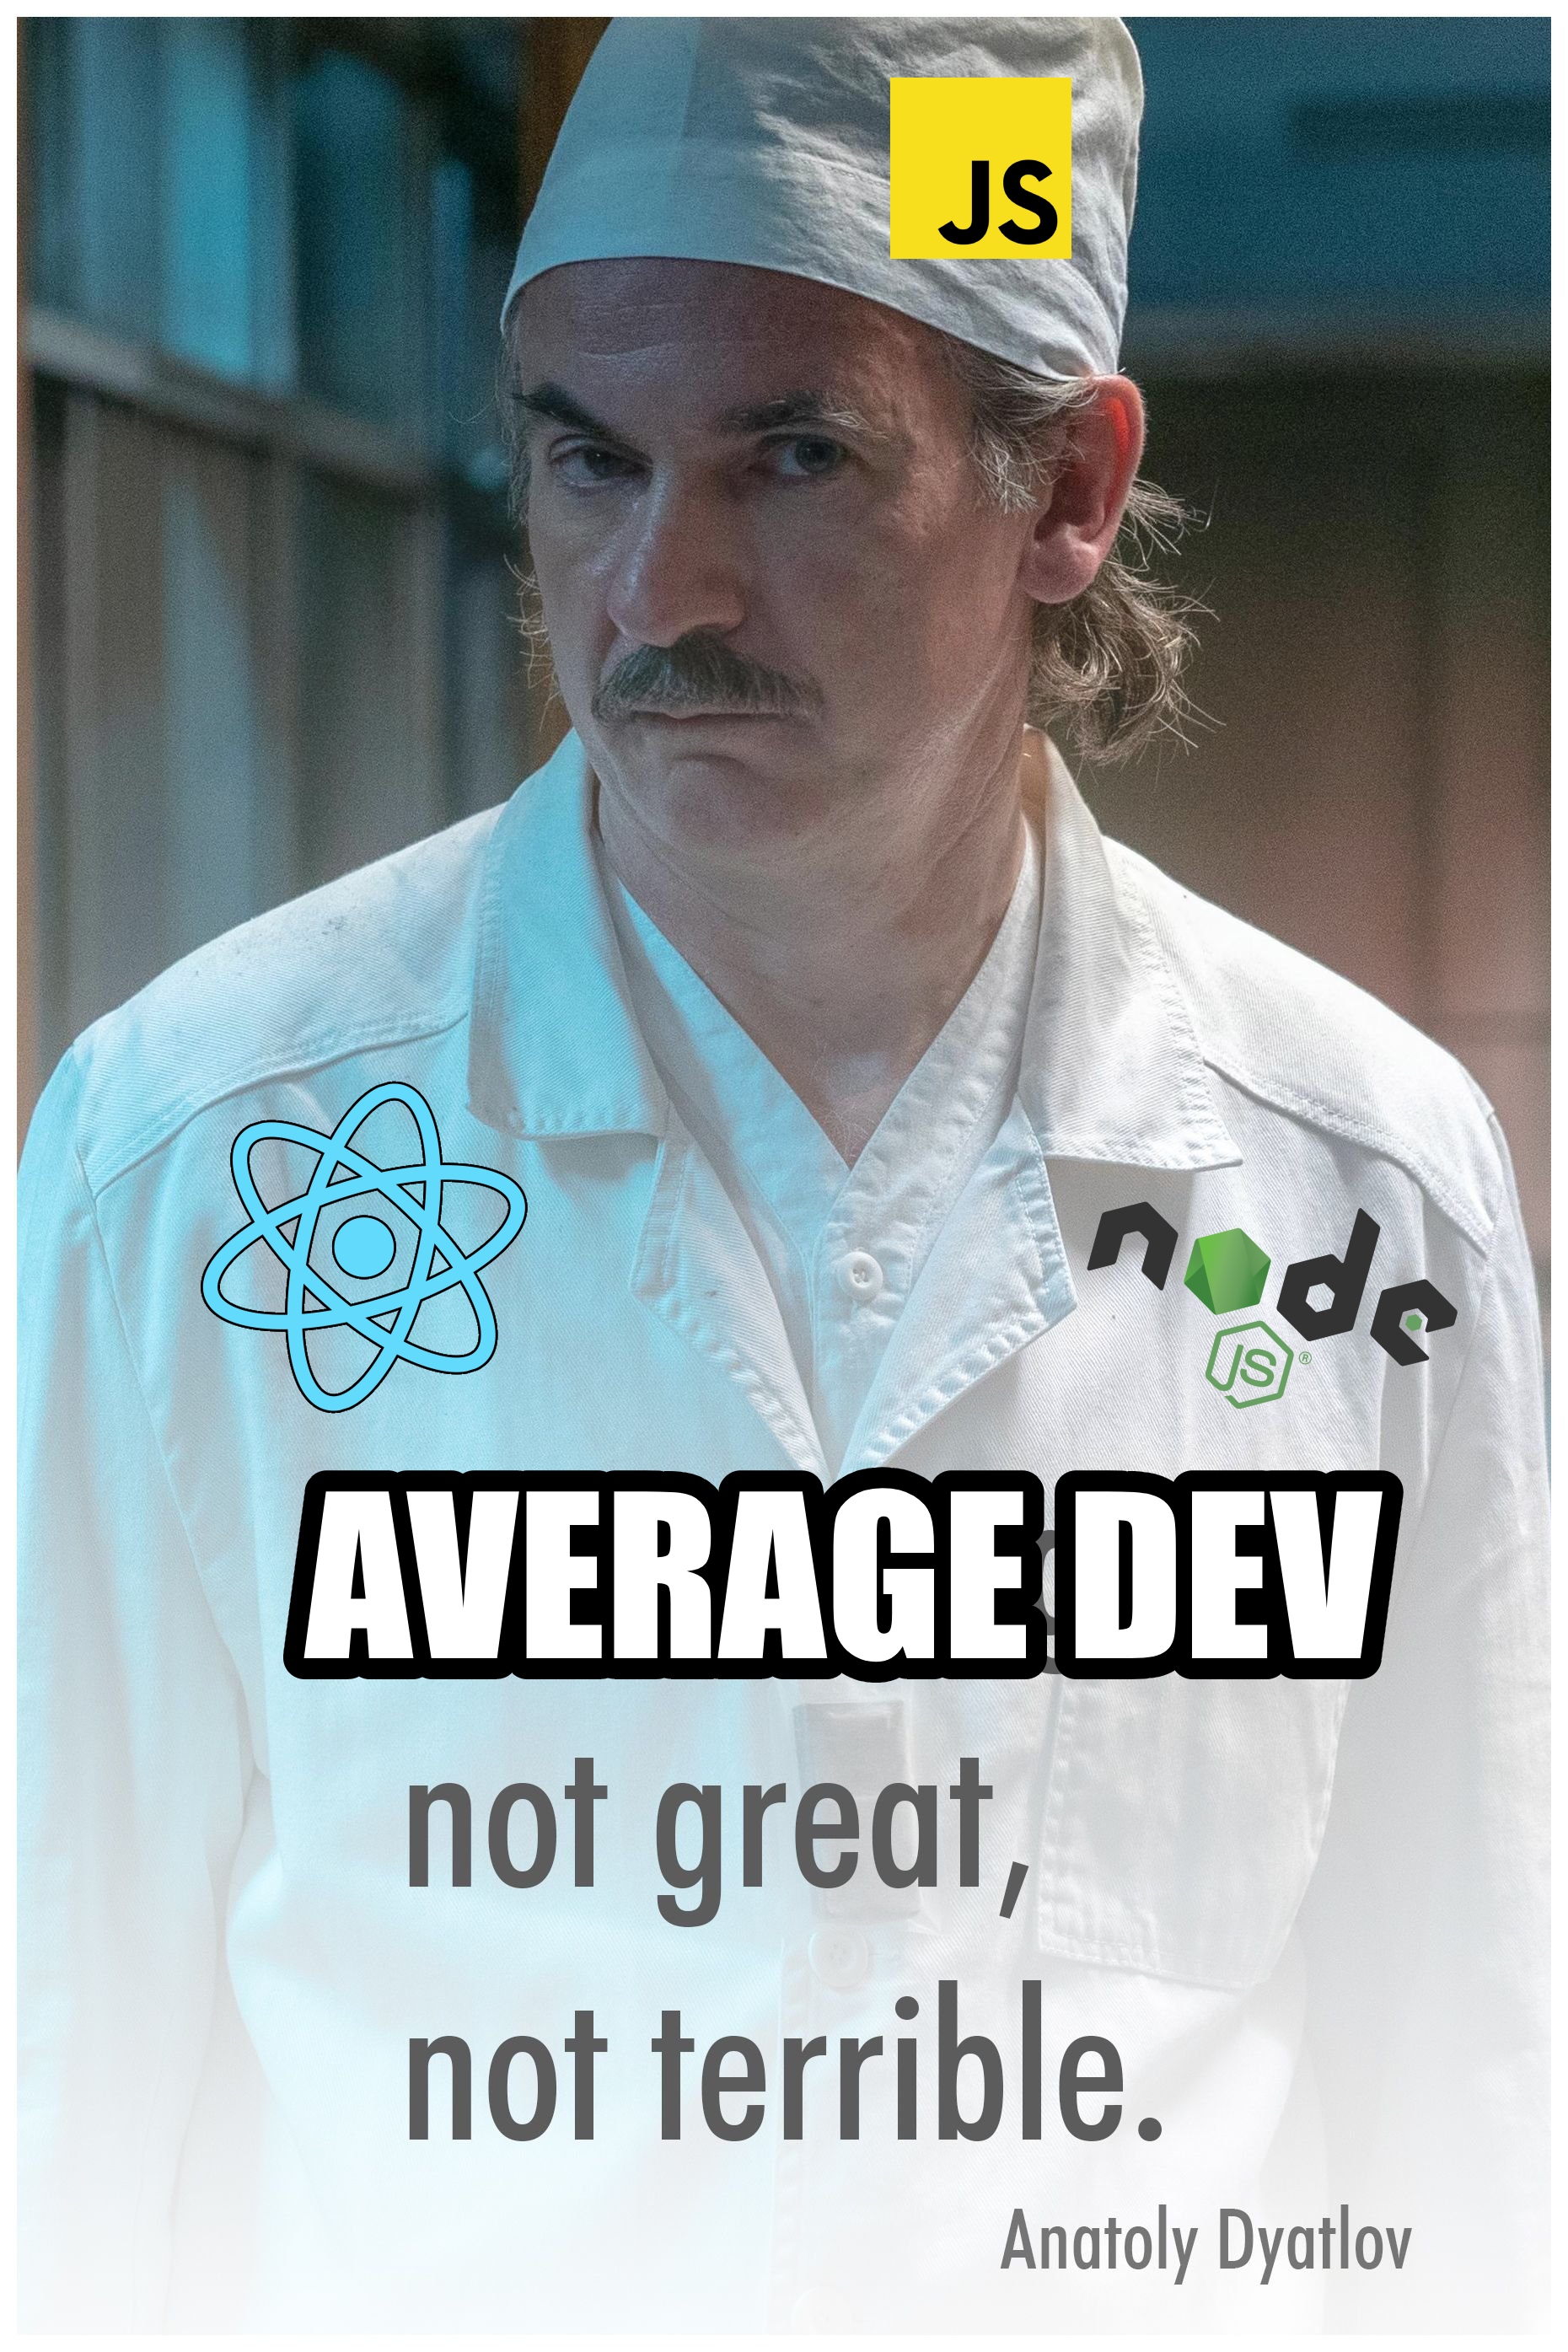 JS
node
JS®
AVERAGE DEV
not great,
not terrible.
Anatoly Dyatlov